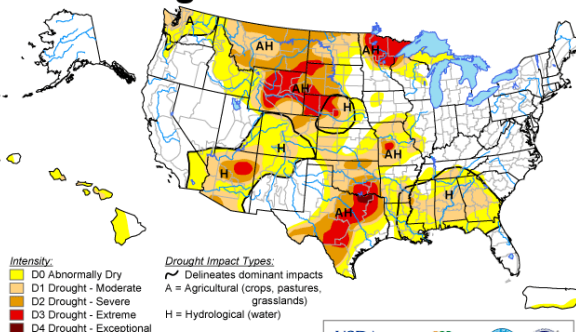 A
AH
AH
AH
H
H
AH
H
H
AH
Intensity:
D0 Abnormally Dry
D1 Drought - Moderate
D2 Drought - Severe
D3 Drought - Extreme
D4 Drought - Exceptional
Drought Impact Types:
Delineates dominant impacts
A = Agricultural (crops, pastures,
grasslands)
H = Hydrological (water)